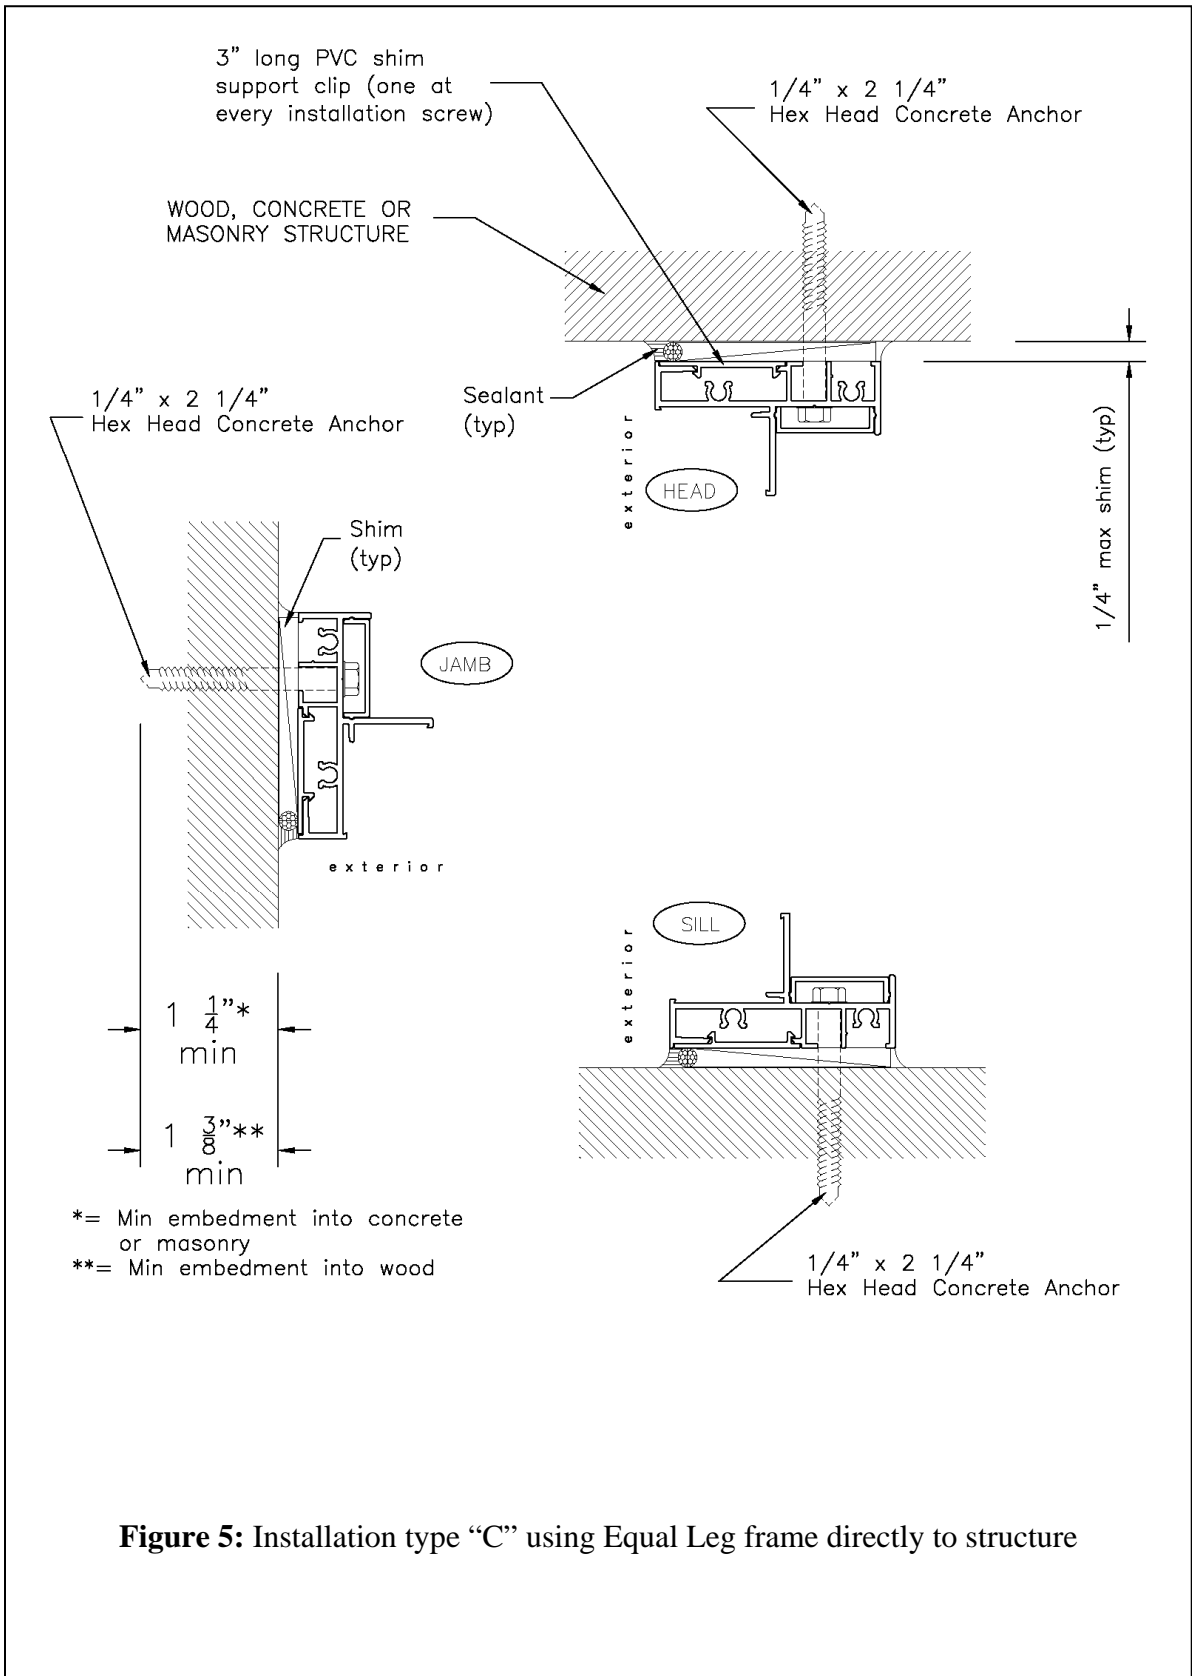 3” long PVC shim
support clip (one at
every installation screw)
1/4” x 2 1/4”
Hex Head Concrete Anchor
WOOD, CONCRETE OR
MASONRY STRUCTURE
1/4” x 2 1/4”
Hex Head Concrete Anchor
Sealant
(typ)
exterior
HEAD
1/4” max shim (typ)
Shim
(typ)
JAMB
exterior
SILL
exterior
1 1/4”*
min
1 3/8”**
min
*= Min embedment into concrete
or masonry
**= Min embedment into wood
1/4” x 2 1/4”
Hex Head Concrete Anchor
Figure 5: Installation type “C” using Equal Leg frame directly to structure